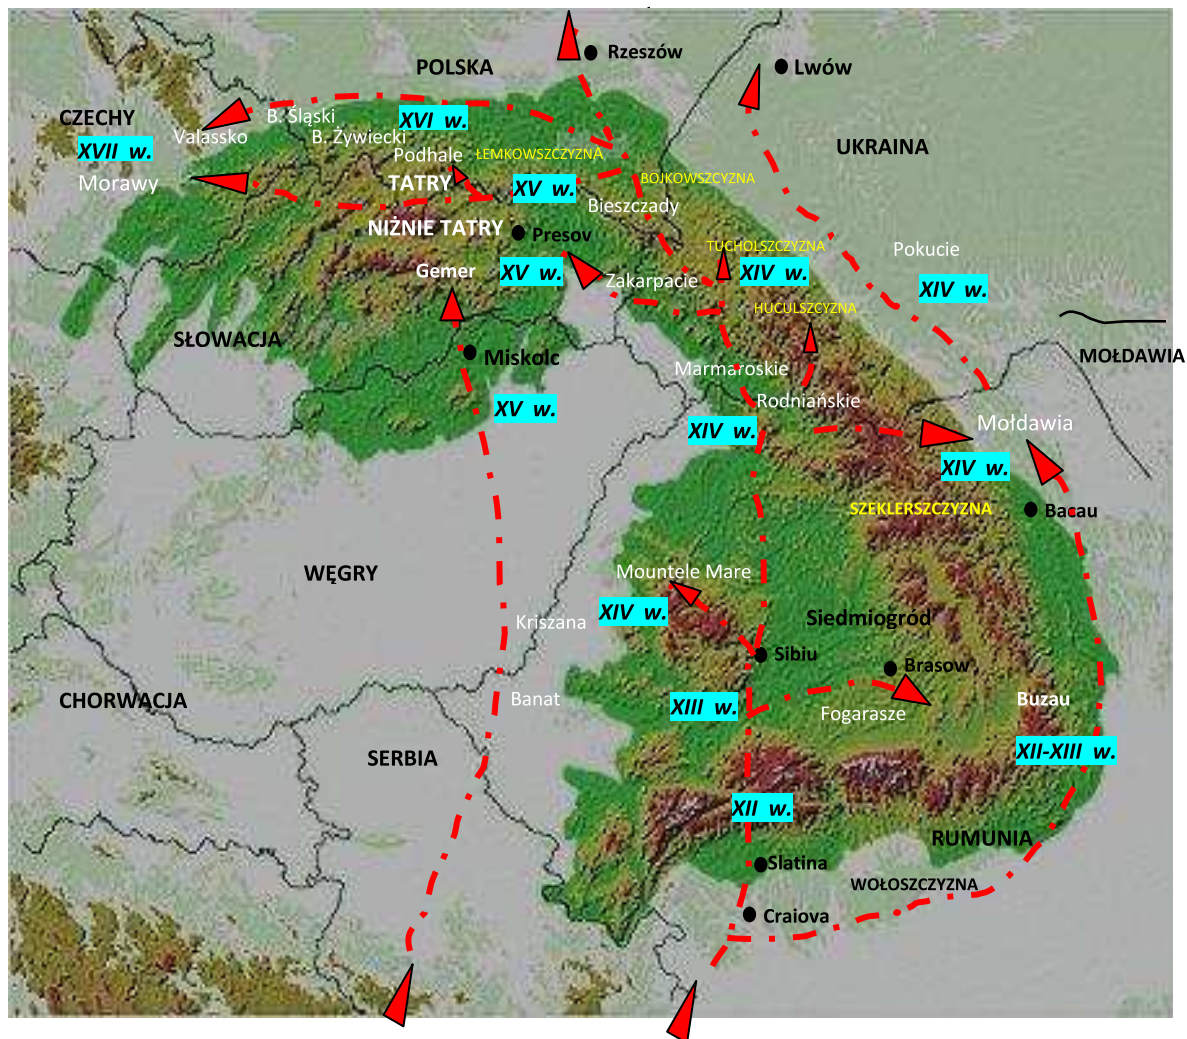 Rzeszów
POLSKA
Lwów
CZECHY
B. Śląski
XVI w.
Valassko
B. Żywiecki
UKRAINA
XVII w.
Podhale
ŁEMKOWSZCZYZNA
Morawy
TATRY
XV w.
BOJKOWSZCYZNA
Bieszczady
NIŻNIE TATRY
Presov
TUCHOLSZCZYZNA
Pokucie
Gemer
XV w.
Zakarpacie
XIV w.
XIV w.
HUCULSZCYZNA
SŁOWACJA
Miskolc
MOŁDAWIA
Marmaroskie
XV w.
Rodniańskie
XIV w.
Mołdawia
XIV w.
SZEKLERSZCZYZNA
Bacau
WĘGRY
Mountele Mare
XIV w.
Kriszana
Siedmiogród
Sibiu
Brasow
CHORWACJA
Banat
XIII w.
Fogarasze
Buzau
SERBIA
XII-XIII w.
XII w.
RUMUNIA
Slatina
WOŁOSZCZYZNA
Craiova